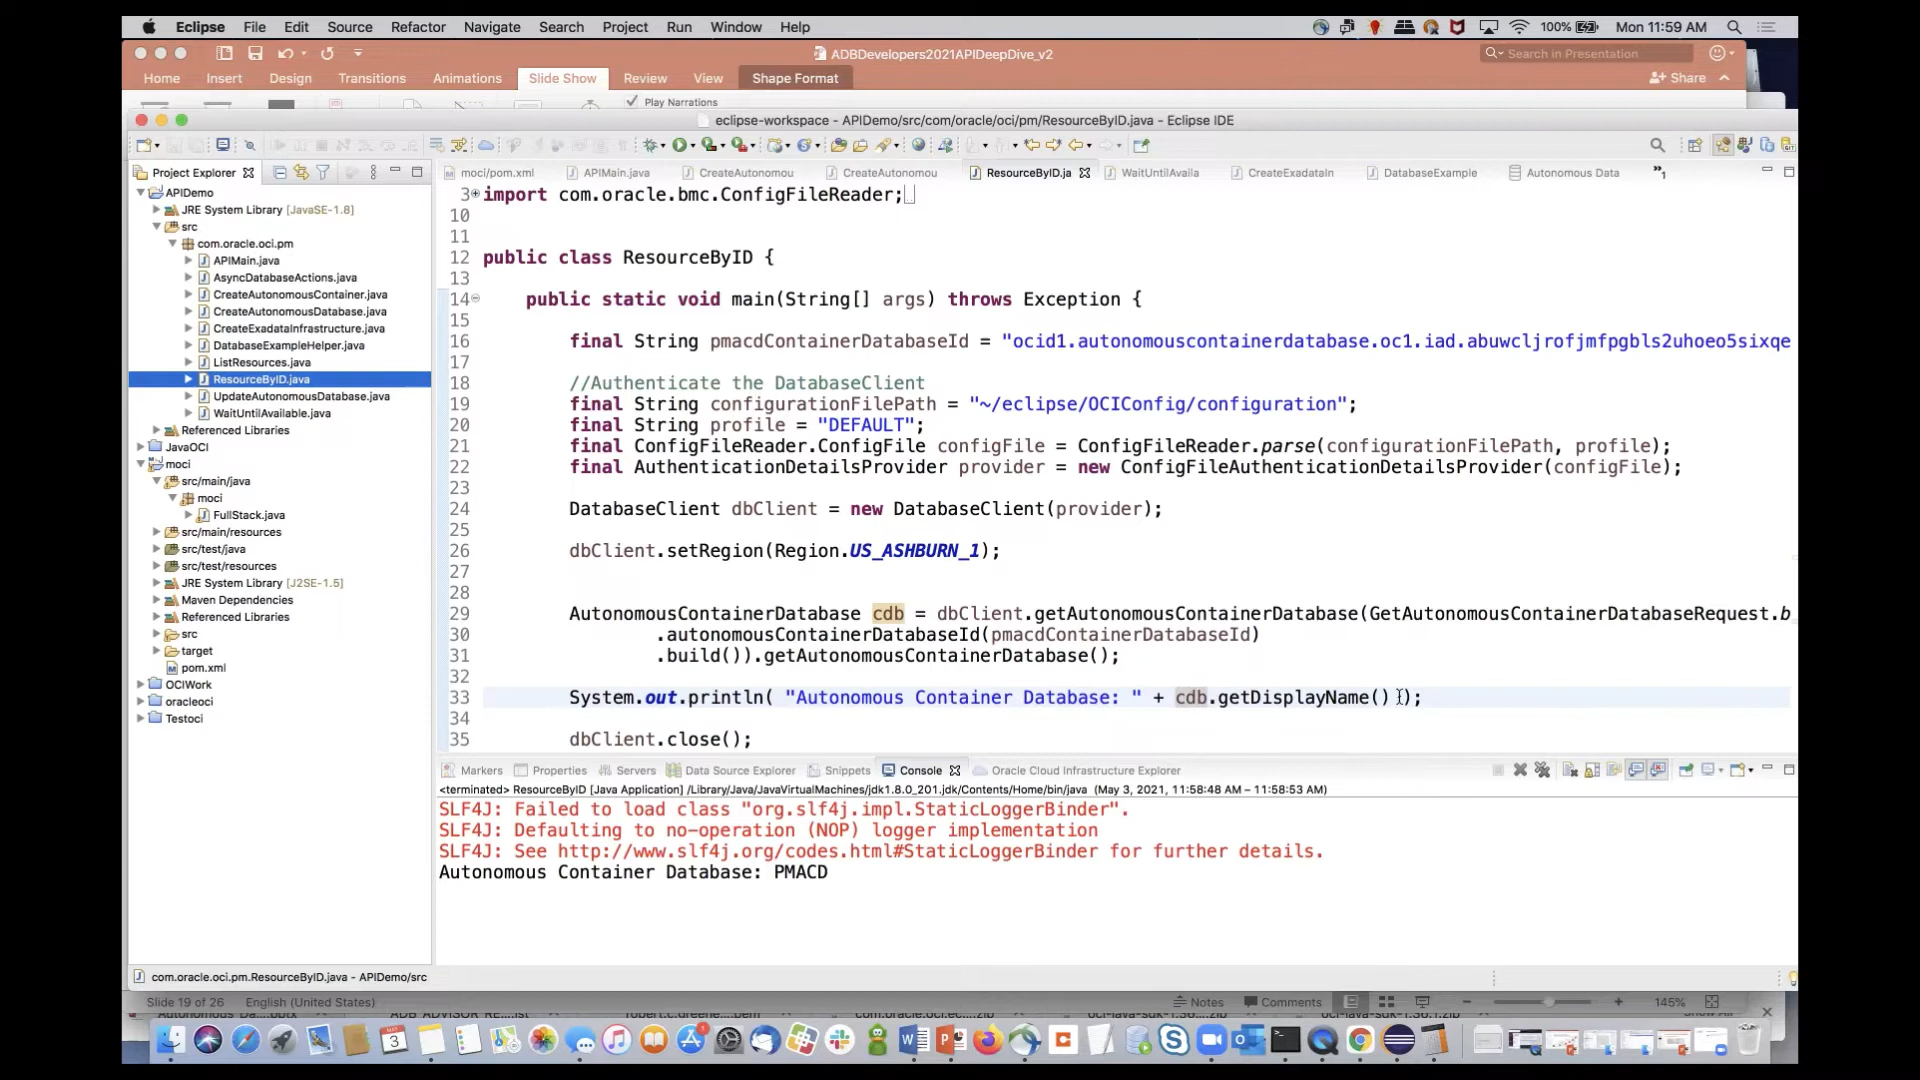 Eclipse File Edit Source Refactor Navigate Search Project Run Window Help 100% Mon 11:59 AM
ADBDevelopers2021APIDeepDive_v2 Search in Presentation
Home Insert Design Transitions Animations Slide Show Review View Shape Format Share
Play Narrations
eclipse-workspace - APIDemo/src/com/oracle/oci/pm/ResourceByID.java - Eclipse IDE
Project Explorer
moci/pom.xml APIMain.java CreateAutonomou CreateAutonomou ResourceByID.ja WaitUntilAvaila CreateExadataIn DatabaseExample Autonomous Data »1
APIDemo
JRE System Library [JavaSE-1.8]
src
com.oracle.oci.pm
APIMain.java
AsyncDatabaseActions.java
CreateAutonomousContainer.java
CreateAutonomousDatabase.java
CreateExadataInfrastructure.java
DatabaseExampleHelper.java
ListResources.java
ResourceByID.java
UpdateAutonomousDatabase.java
WaitUntilAvailable.java
Referenced Libraries
JavaOCI
moci
src/main/java
moci
FullStack.java
src/main/resources
src/test/java
src/test/resources
JRE System Library [J2SE-1.5]
Maven Dependencies
Referenced Libraries
src
target
pom.xml
OCIWork
oracleoci
Testoci
3 import com.oracle.bmc.ConfigFileReader;
10
11
12 public class ResourceByID {
13
14 public static void main(String[] args) throws Exception {
15
16 final String pmacdContainerDatabaseId = "ocid1.autonomouscontainerdatabase.oc1.iad.abuwcljrofjmfpgbls2uhoeo5sixqe
17
18 //Authenticate the DatabaseClient
19 final String configurationFilePath = "~/eclipse/OCIConfig/configuration";
20 final String profile = "DEFAULT";
21 final ConfigFileReader.ConfigFile configFile = ConfigFileReader.parse(configurationFilePath, profile);
22 final AuthenticationDetailsProvider provider = new ConfigFileAuthenticationDetailsProvider(configFile);
23
24 DatabaseClient dbClient = new DatabaseClient(provider);
25
26 dbClient.setRegion(Region.US_ASHBURN_1);
27
28
29 AutonomousContainerDatabase cdb = dbClient.getAutonomousContainerDatabase(GetAutonomousContainerDatabaseRequest.b
30 .autonomousContainerDatabaseId(pmacdContainerDatabaseId)
31 .build()).getAutonomousContainerDatabase();
32
33 System.out.println( "Autonomous Container Database: " + cdb.getDisplayName() );
34
35 dbClient.close();
Markers Properties Servers Data Source Explorer Snippets Console Oracle Cloud Infrastructure Explorer
<terminated> ResourceByID [Java Application] /Library/Java/JavaVirtualMachines/jdk1.8.0_201.jdk/Contents/Home/bin/java (May 3, 2021, 11:58:48 AM – 11:58:53 AM)
SLF4J: Failed to load class "org.slf4j.impl.StaticLoggerBinder".
SLF4J: Defaulting to no-operation (NOP) logger implementation
SLF4J: See http://www.slf4j.org/codes.html#StaticLoggerBinder for further details.
Autonomous Container Database: PMACD
com.oracle.oci.pm.ResourceByID.java - APIDemo/src
Slide 19 of 26 English (United States) Notes Comments 145%